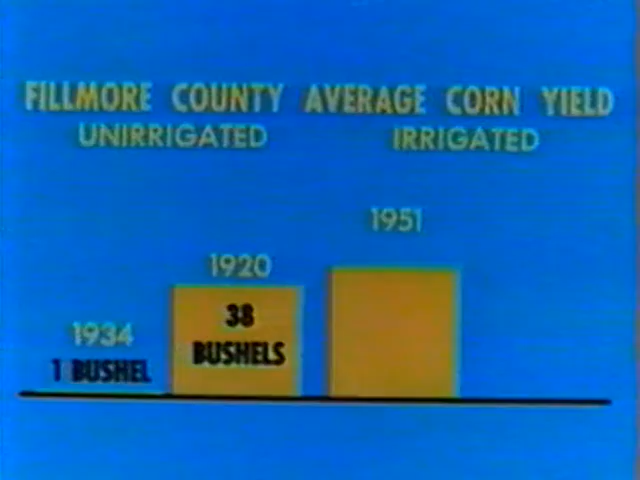 FILLMORE COUNTY AVERAGE CORN YIELD
UNIRRIGATED
IRRIGATED
1934
1 BUSHEL
1920
38
BUSHELS
1951